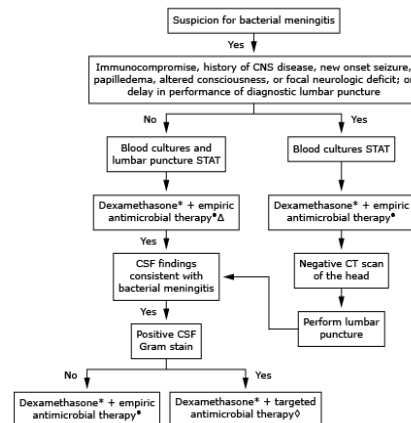 Suspicion for bacterial meningitis
Yes
Immunocompromise, history of CNS disease, new onset seizure,
papilledema, altered consciousness, or focal neurologic deficit; or
delay in performance of diagnostic lumbar puncture
No
Yes
Blood cultures and
lumbar puncture STAT
Blood cultures STAT
Dexamethasone* + empiric
antimicrobial therapy•Δ
Dexamethasone* + empiric
antimicrobial therapy•
Yes
CSF findings
consistent with
bacterial meningitis
Negative CT scan
of the head
Yes
Perform lumbar
puncture
Positive CSF
Gram stain
No
Yes
Dexamethasone* + empiric
antimicrobial therapy•
Dexamethasone* + targeted
antimicrobial therapy◊